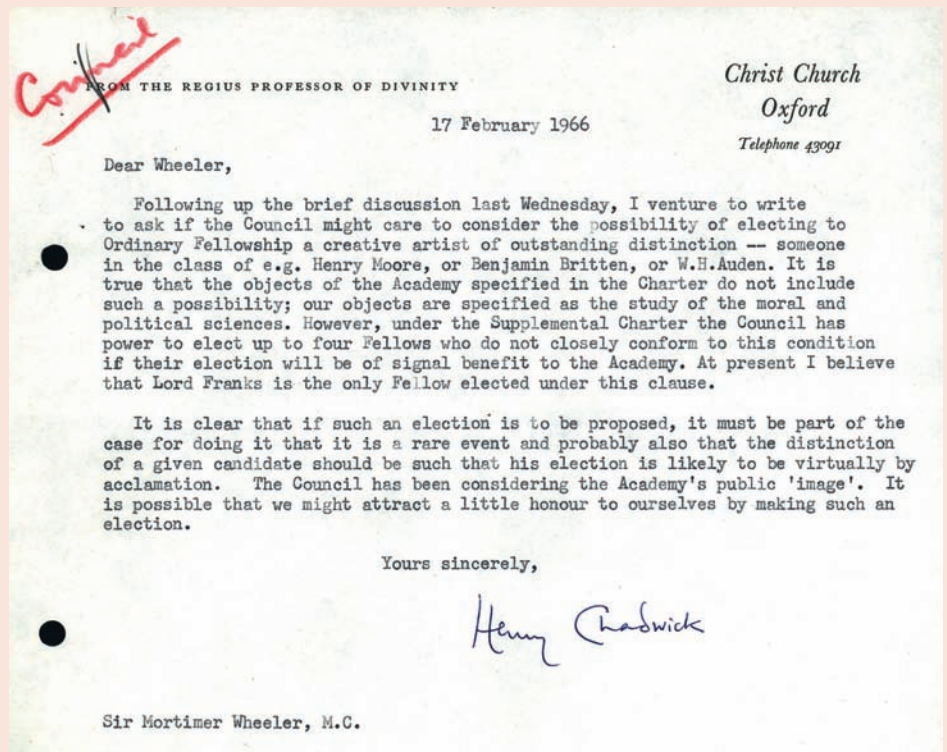 Council
FROM THE REGIUS PROFESSOR OF DIVINITY
Christ Church
Oxford
Telephone 43091
17 February 1966
Dear Wheeler,
Following up the brief discussion last Wednesday, I venture to write
to ask if the Council might care to consider the possibility of electing to
Ordinary Fellowship a creative artist of outstanding distinction -- someone
in the class of e.g. Henry Moore, or Benjamin Britten, or W.H.Auden. It is
true that the objects of the Academy specified in the Charter do not include
such a possibility; our objects are specified as the study of the moral and
political sciences. However, under the Supplemental Charter the Council has
power to elect up to four Fellows who do not closely conform to this condition
if their election will be of signal benefit to the Academy. At present I believe
that Lord Franks is the only Fellow elected under this clause.
It is clear that if such an election is to be proposed, it must be part of the
case for doing it that it is a rare event and probably also that the distinction
of a given candidate should be such that his election is likely to be virtually by
acclamation. The Council has been considering the Academy's public 'image'. It
is possible that we might attract a little honour to ourselves by making such an
election.
Yours sincerely,
Henry Chadwick
Sir Mortimer Wheeler, M.C.